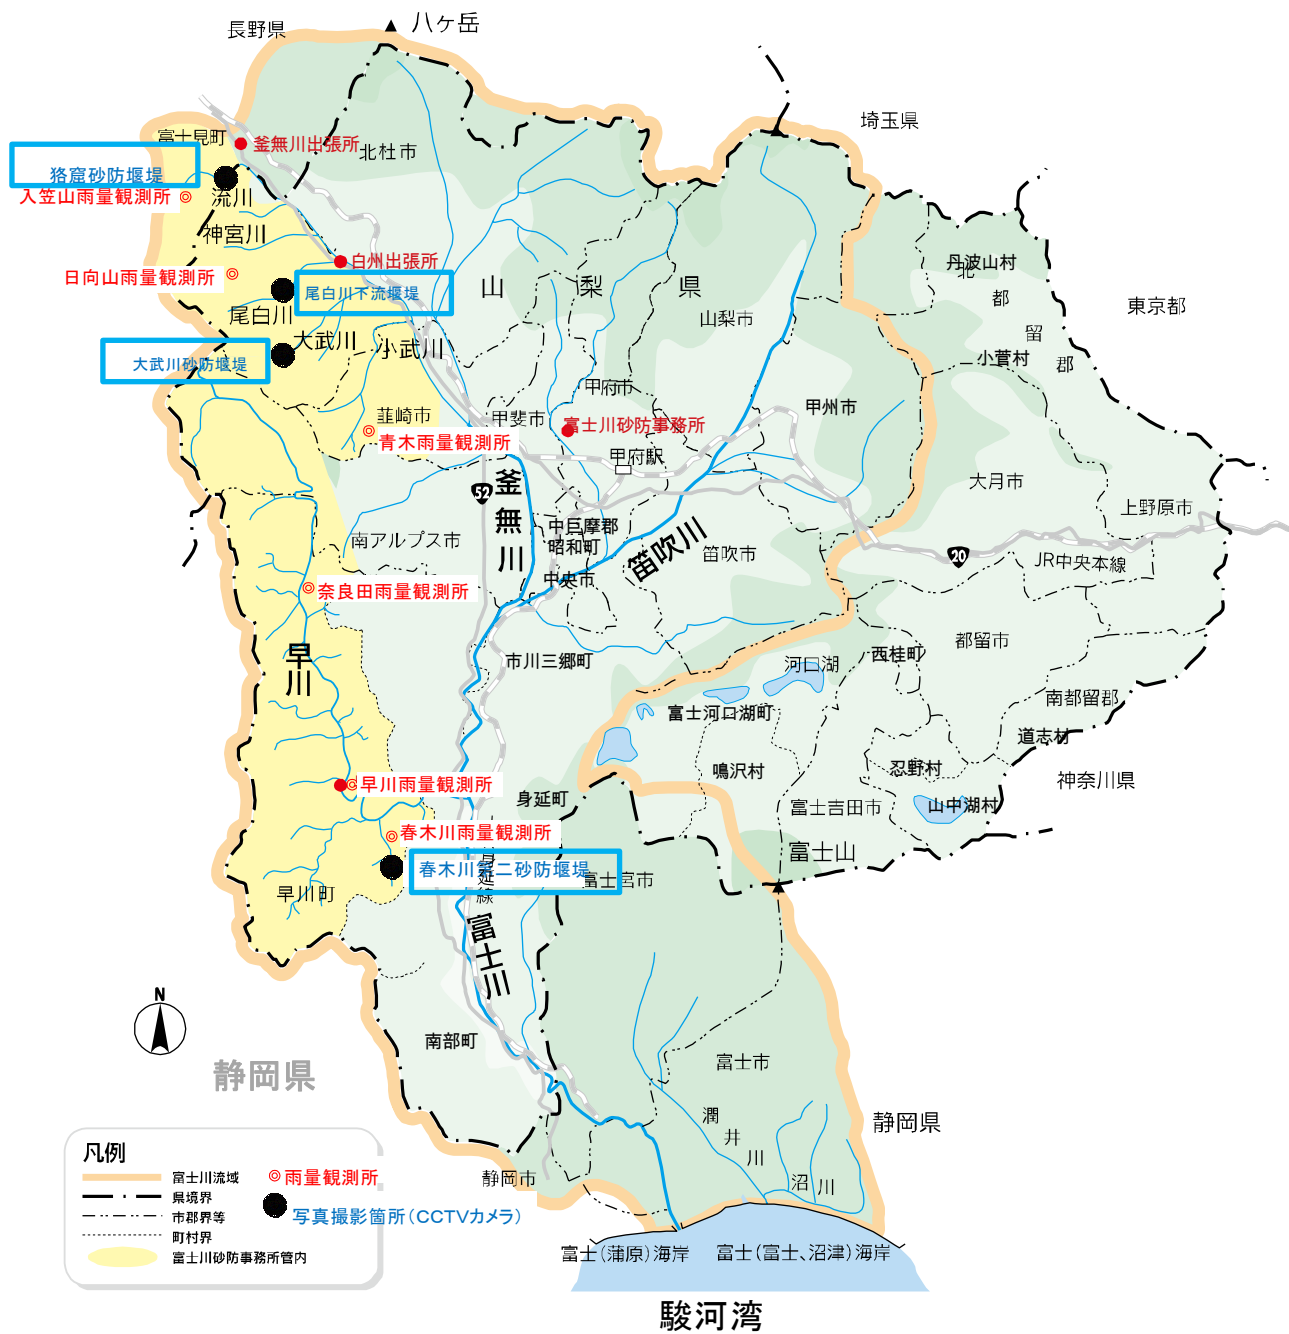 八ヶ岳
長野県
埼玉県
富士見町
釜無川出張所
北杜市
狢窟砂防堰堤
入笠山雨量観測所
流川
神宮川
白州出張所
日向山雨量観測所
尾白川下流堰堤
尾白川
山梨県
丹波山村
北都留郡
東京都
山梨市
大武川
小武川
大武川砂防堰堤
小菅村
甲府市
韮崎市
甲斐市
富士川砂防事務所
甲州市
青木雨量観測所
甲府駅
52
釜無川
大月市
上野原市
中巨摩郡
昭和町
南アルプス市
笛吹川
笛吹市
20
JR中央本線
中央市
奈良田雨量観測所
早川
市川三郷町
河口湖
西桂町
都留市
南都留郡
富士河口湖町
道志村
鳴沢村
忍野村
神奈川県
早川雨量観測所
身延町
富士吉田市
山中湖村
春木川雨量観測所
富士山
春木川第二砂防堰堤
身延線
富士宮市
早川町
富士川
N
南部町
静岡県
富士市
潤井川
静岡県
沼川
静岡市
凡例
富士川流域
県境界
市郡界等
町村界
富士川砂防事務所管内
雨量観測所
写真撮影箇所(CCTVカメラ)
富士(蒲原)海岸
富士(富士、沼津)海岸
駿河湾